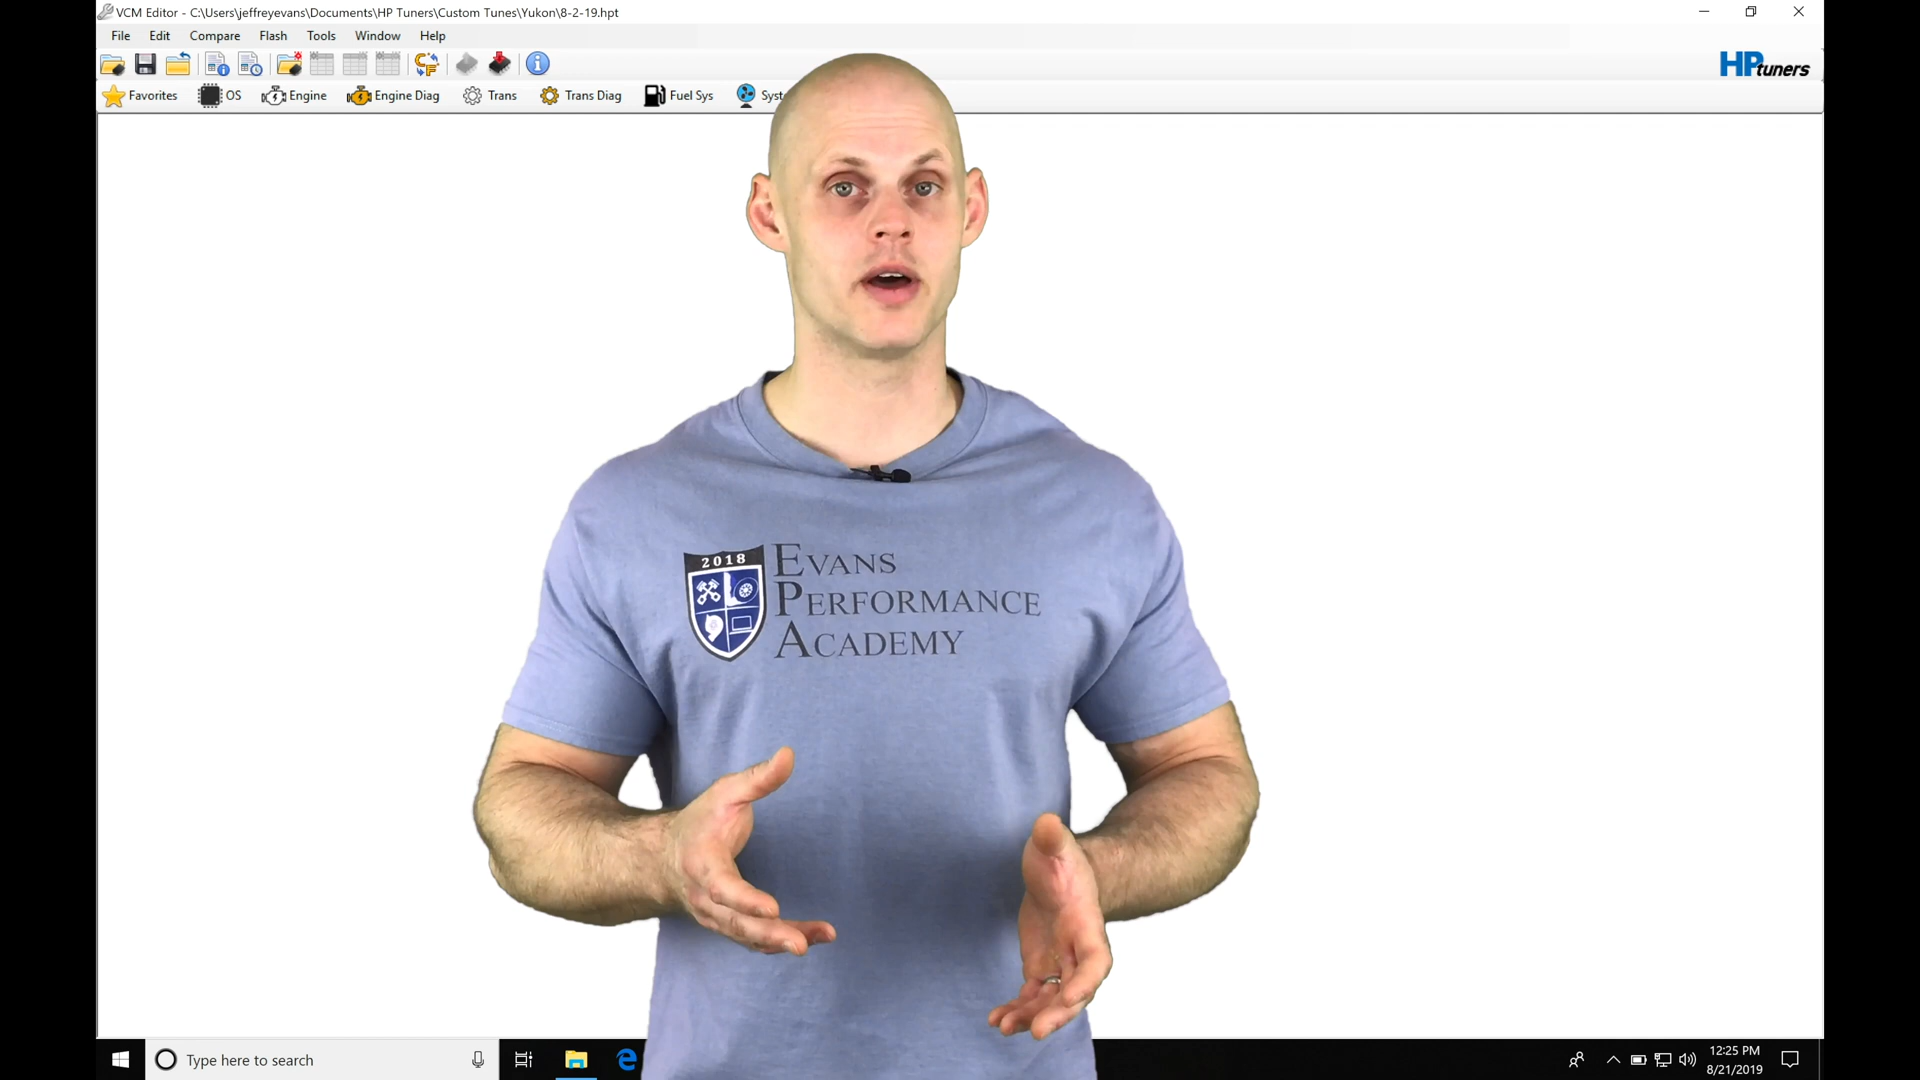 VCM Editor - C:\Users\jeffreyevans\Documents\HP Tuners\Custom Tunes\Yukon\8-2-19.hpt
File Edit Compare Flash Tools Window Help
HPtuners
Favorites OS Engine Engine Diag Trans Trans Diag Fuel Sys
2018
EVANS
PERFORMANCE
ACADEMY
Type here to search
12:25 PM
8/21/2019